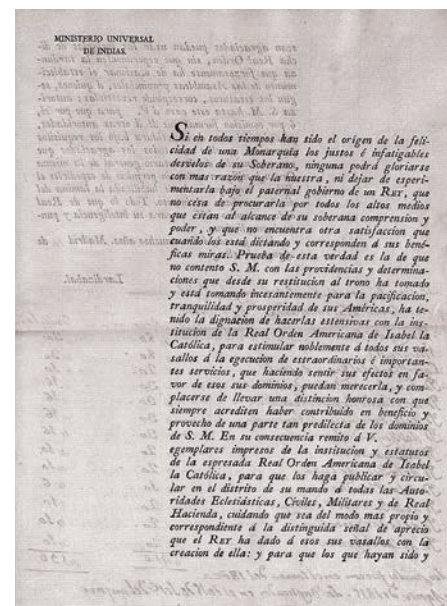 MINISTERIO UNIVERSAL
DE INDIAS.
Si en todos tiempos han sido el orígen de la feli-
cidad de una Monarquía los justos é infatigables
desvelos de su Soberano, ninguna podrá gloriarse
con mas razon que la nuestra, ni dejar de esperi-
mentarla bajo el paternal gobierno de un REY, que
no cesa de procurarla por todos los altos medios
que estan al alcance de su soberana comprension y
poder, y que no encuentra otra satisfaccion que
cuando los está dictando y corresponden á sus bené-
ficas miras. Prueba de esta verdad es la de que
no contento S. M. con las providencias y determina-
ciones que desde su restitucion al trono ha tomado
y está tomando incesantemente para la pacificacion,
tranquilidad y prosperidad de sus Américas, ha te-
nido la dignacion de hacerlas estensivas con la ins-
titucion de la Real Orden Americana de Isabel la
Católica, para estimular noblemente á todos sus va-
sallos á la egecucion de estraordinarios é importan-
tes servicios, que haciendo sentir sus efectos en fa-
vor de esos sus dominios, puedan merecerla, y com-
placerse de llevar una distincion honrosa con que
siempre acrediten haber contribuido en beneficio y
provecho de una parte tan predilecta de los dominios
de S. M. En su consecuencia remito á V.
egemplares impresos de la institucion y estatutos
de la espresada Real Orden Americana de Isabel
la Católica, para que los haga publicar y circu-
lar en el distrito de su mando á todas las Auto-
ridades Eclesiásticas, Civiles, Militares y de Real
Hacienda, cuidando que sea del modo mas propio y
correspondiente á la distinguida señal de aprecio
que el REY ha dado á esos sus vasallos con la
creacion de ella: y para que los que hayan sido y